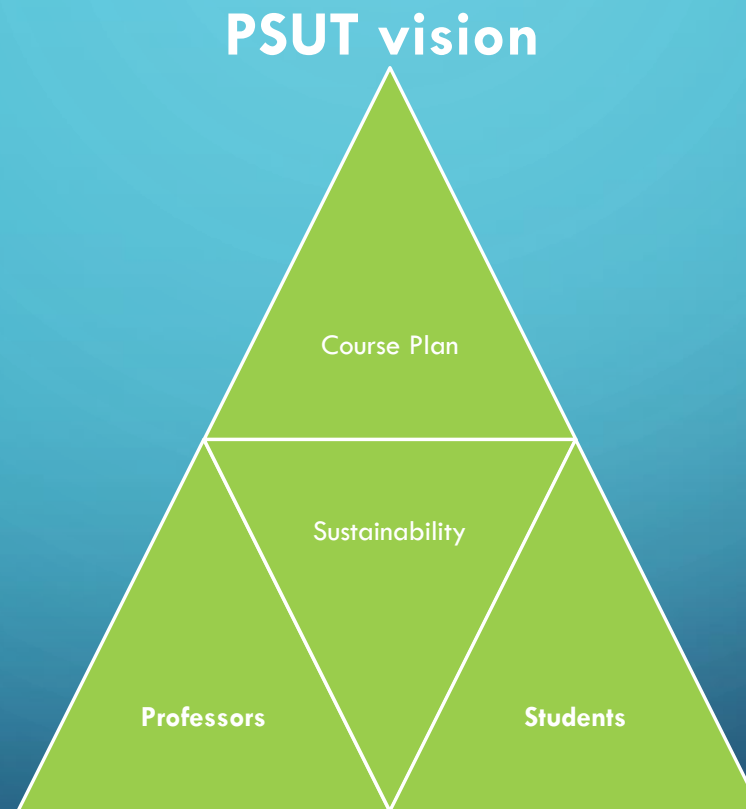 PSUT vision
Course Plan
Sustainability
Professors
Students